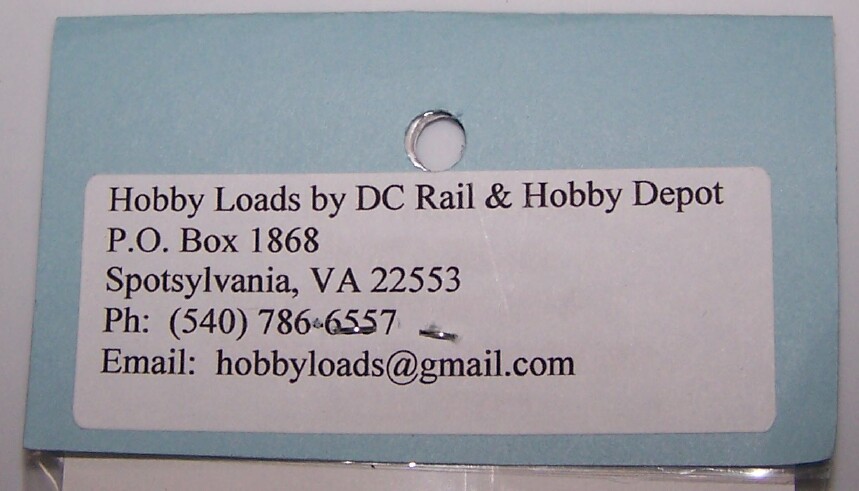 Hobby Loads by DC Rail & Hobby Depot
P.O. Box 1868
Spotsylvania, VA 22553
Ph: (540) 786-6557
Email: hobbyloads@gmail.com